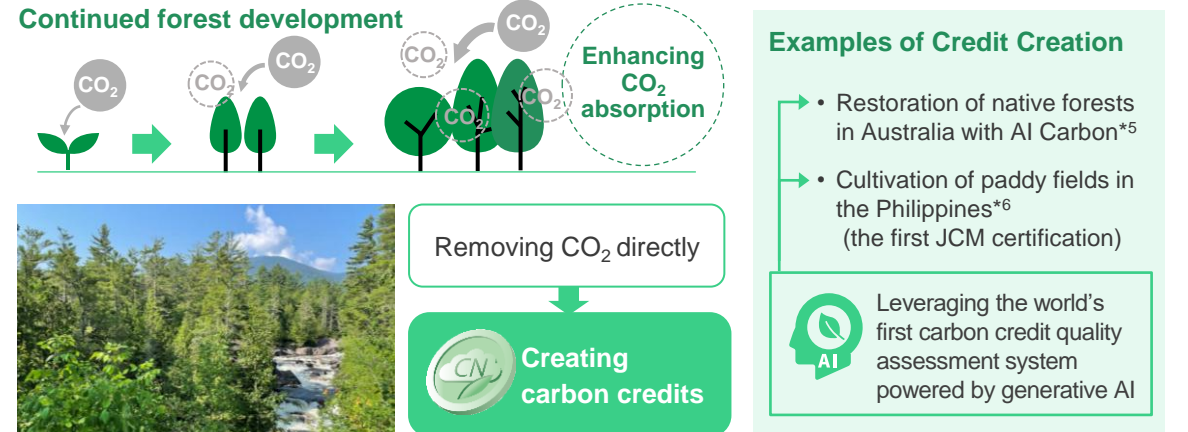 Continued forest development
CO₂
CO₂
CO₂
CO₂
CO₂
CO₂
CO₂
Enhancing
CO₂
absorption
Removing CO₂ directly
CN
Creating
carbon credits
Examples of Credit Creation
• Restoration of native forests
in Australia with AI Carbon*⁵
• Cultivation of paddy fields in
the Philippines*⁶
(the first JCM certification)
AI
Leveraging the world's
first carbon credit quality
assessment system
powered by generative AI